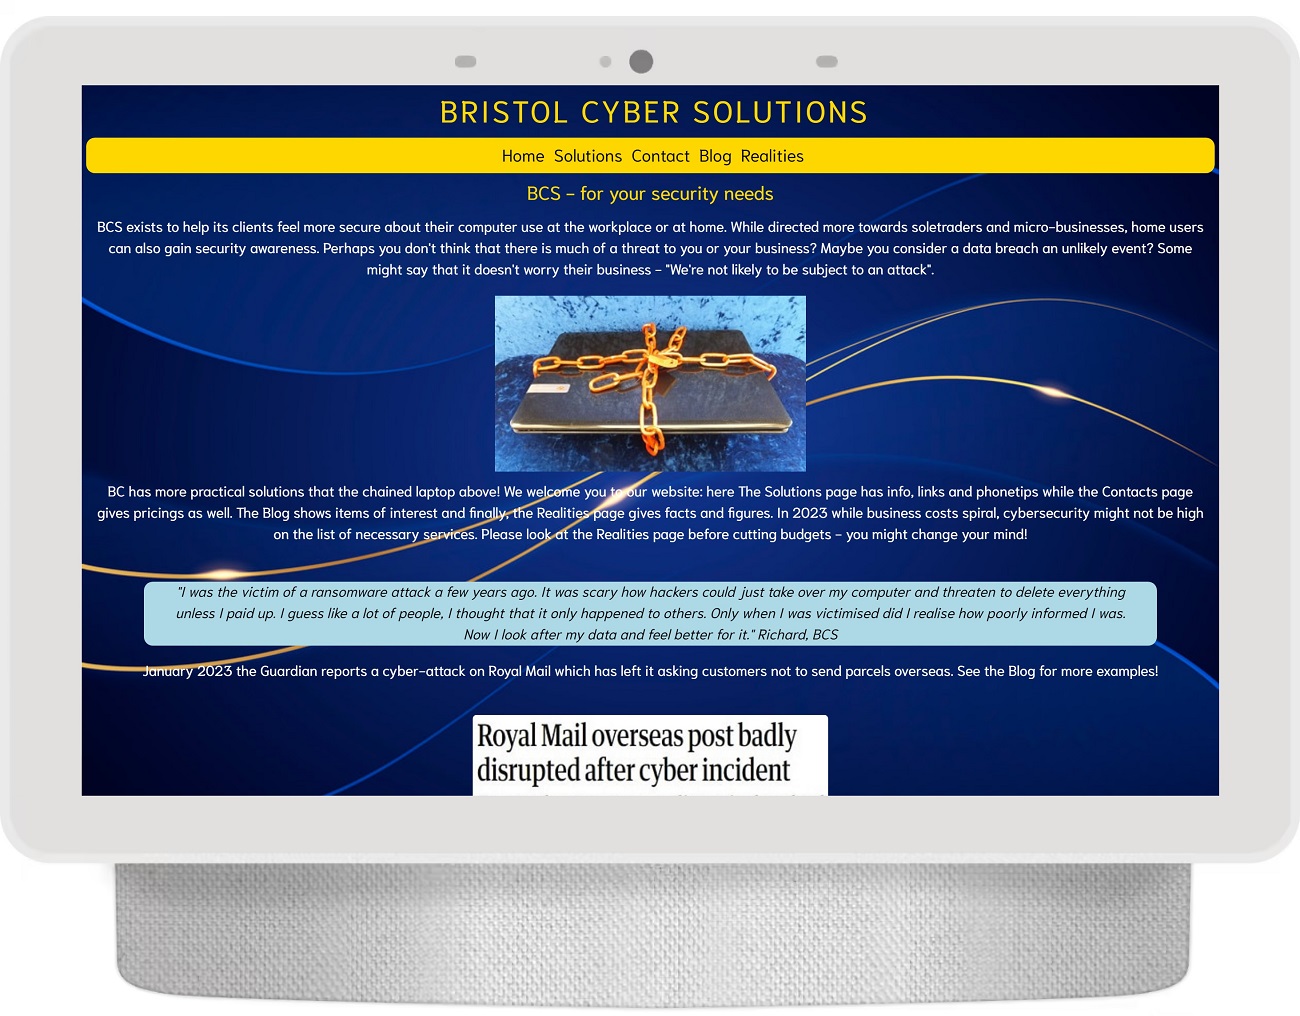 BRISTOL CYBER SOLUTIONS
Home Solutions Contact Blog Realities
BCS - for your security needs
BCS exists to help its clients feel more secure about their computer use at the workplace or at home. While directed more towards soletraders and micro-businesses, home users
can also gain security awareness. Perhaps you don't think that there is much of a threat to you or your business? Maybe you consider a data breach an unlikely event? Some
might say that it doesn't worry their business - "We're not likely to be subject to an attack".
BC has more practical solutions that the chained laptop above! We welcome you to our website: here The Solutions page has info, links and phonetips while the Contacts page
gives pricings as well. The Blog shows items of interest and finally, the Realities page gives facts and figures. In 2023 while business costs spiral, cybersecurity might not be high
on the list of necessary services. Please look at the Realities page before cutting budgets - you might change your mind!
"I was the victim of a ransomware attack a few years ago. It was scary how hackers could just take over my computer and threaten to delete everything
unless I paid up. I guess like a lot of people, I thought that it only happened to others. Only when I was victimised did I realise how poorly informed I was.
Now I look after my data and feel better for it." Richard, BCS
January 2023 the Guardian reports a cyber-attack on Royal Mail which has left it asking customers not to send parcels overseas. See the Blog for more examples!
Royal Mail overseas post badly
disrupted after cyber incident